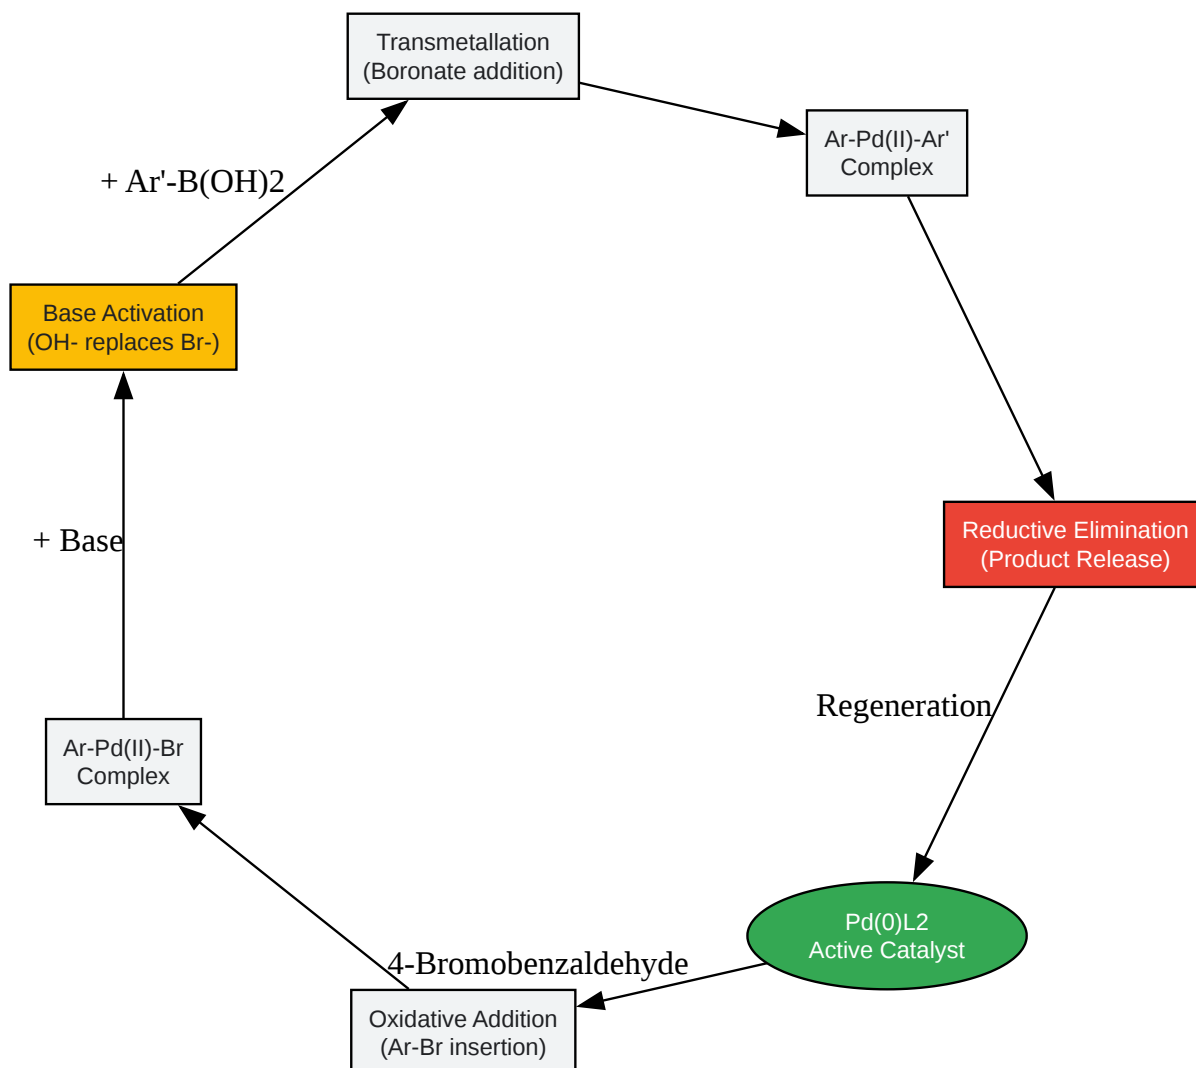 Transmetallation
(Boronate addition)
Ar-Pd(II)-Ar'
Complex
+ Ar'-B(OH)2
Base Activation
(OH- replaces Br-)
Reductive Elimination
(Product Release)
+ Base
Regeneration
Ar-Pd(II)-Br
Complex
Pd(0)L2
Active Catalyst
4-Bromobenzaldehyde
Oxidative Addition
(Ar-Br insertion)